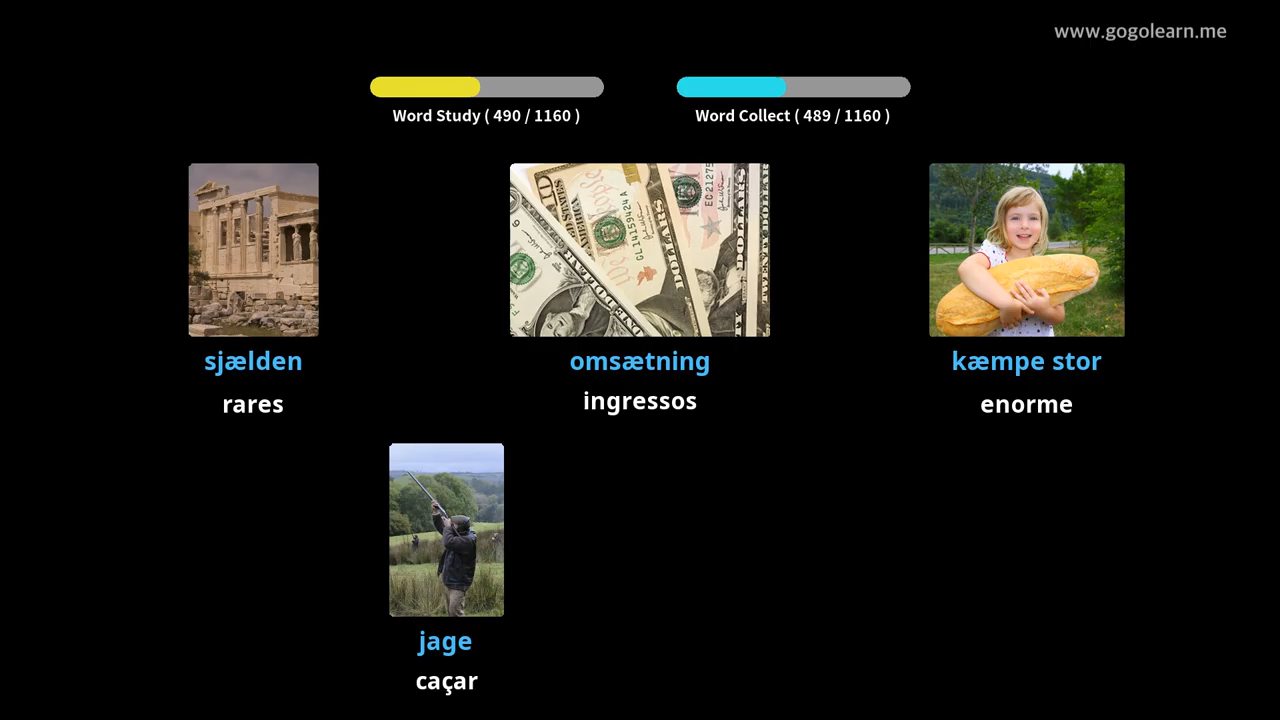 www.gogolearn.me
Word Study ( 490 / 1160 )
Word Collect ( 489 / 1160 )
sjælden
rares
omsætning
ingressos
kæmpe stor
enorme
jage
caçar